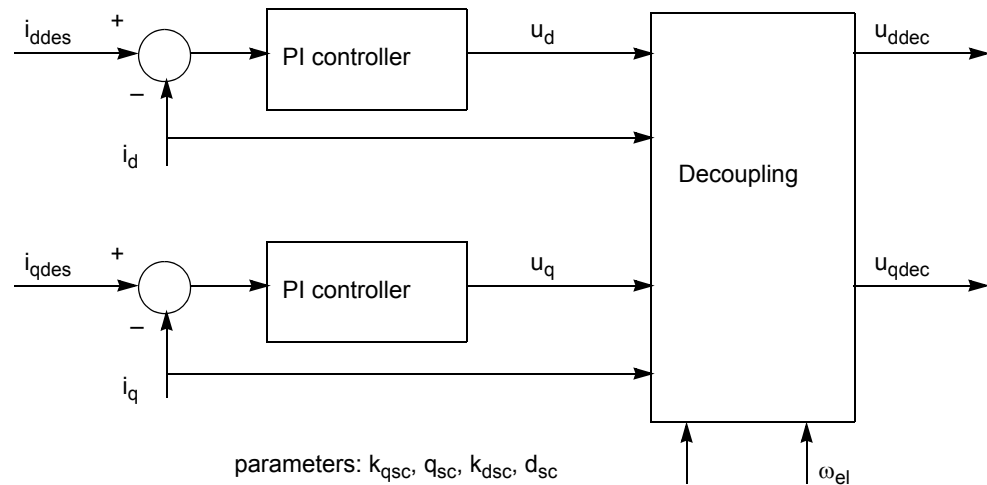 i_ddes
+
PI controller
u_d
u_ddec
−
i_d
Decoupling
i_qdes
+
PI controller
u_q
u_qdec
−
i_q
parameters: k_qsc, q_sc, k_dsc, d_sc
ω_el